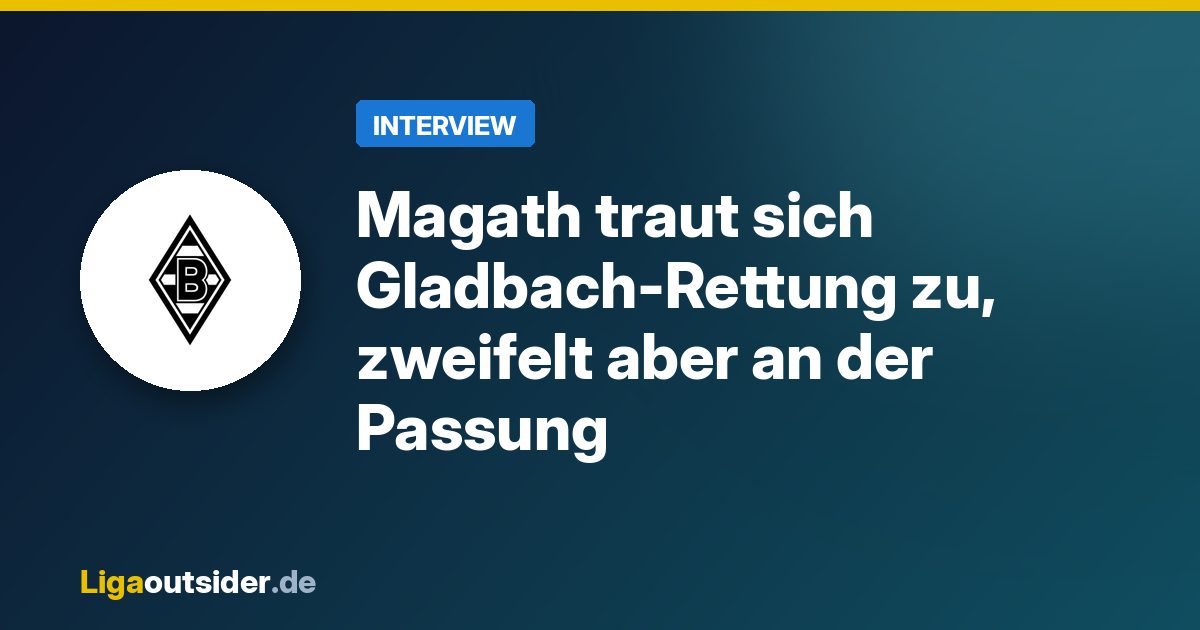 INTERVIEW
Magath traut sich
Gladbach-Rettung zu,
zweifelt aber an der
Passung
B
Ligaoutsider.de